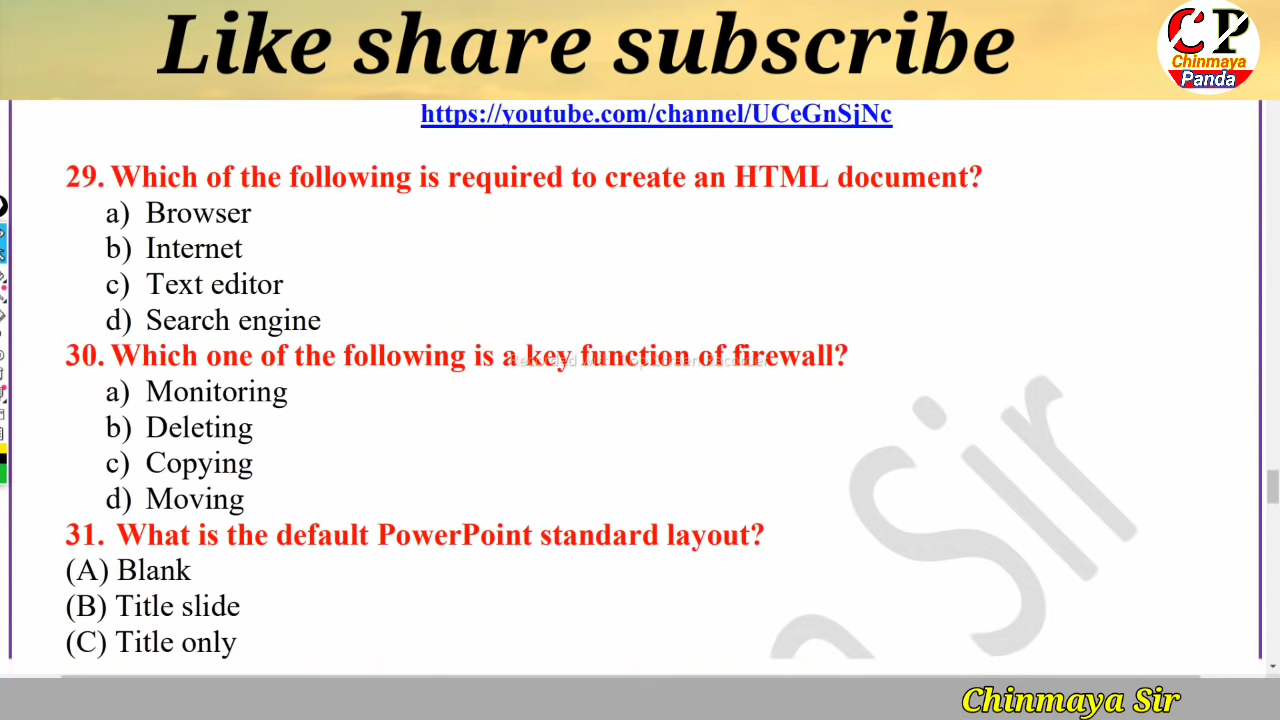 Like share subscribe
CP
Chinmaya
Panda
https://youtube.com/channel/UCeGnSjNc
29. Which of the following is required to create an HTML document?
a) Browser
b) Internet
c) Text editor
d) Search engine
30. Which one of the following is a key function of firewall?
a) Monitoring
b) Deleting
c) Copying
d) Moving
31. What is the default PowerPoint standard layout?
(A) Blank
(B) Title slide
(C) Title only
Sir
Chinmaya Sir